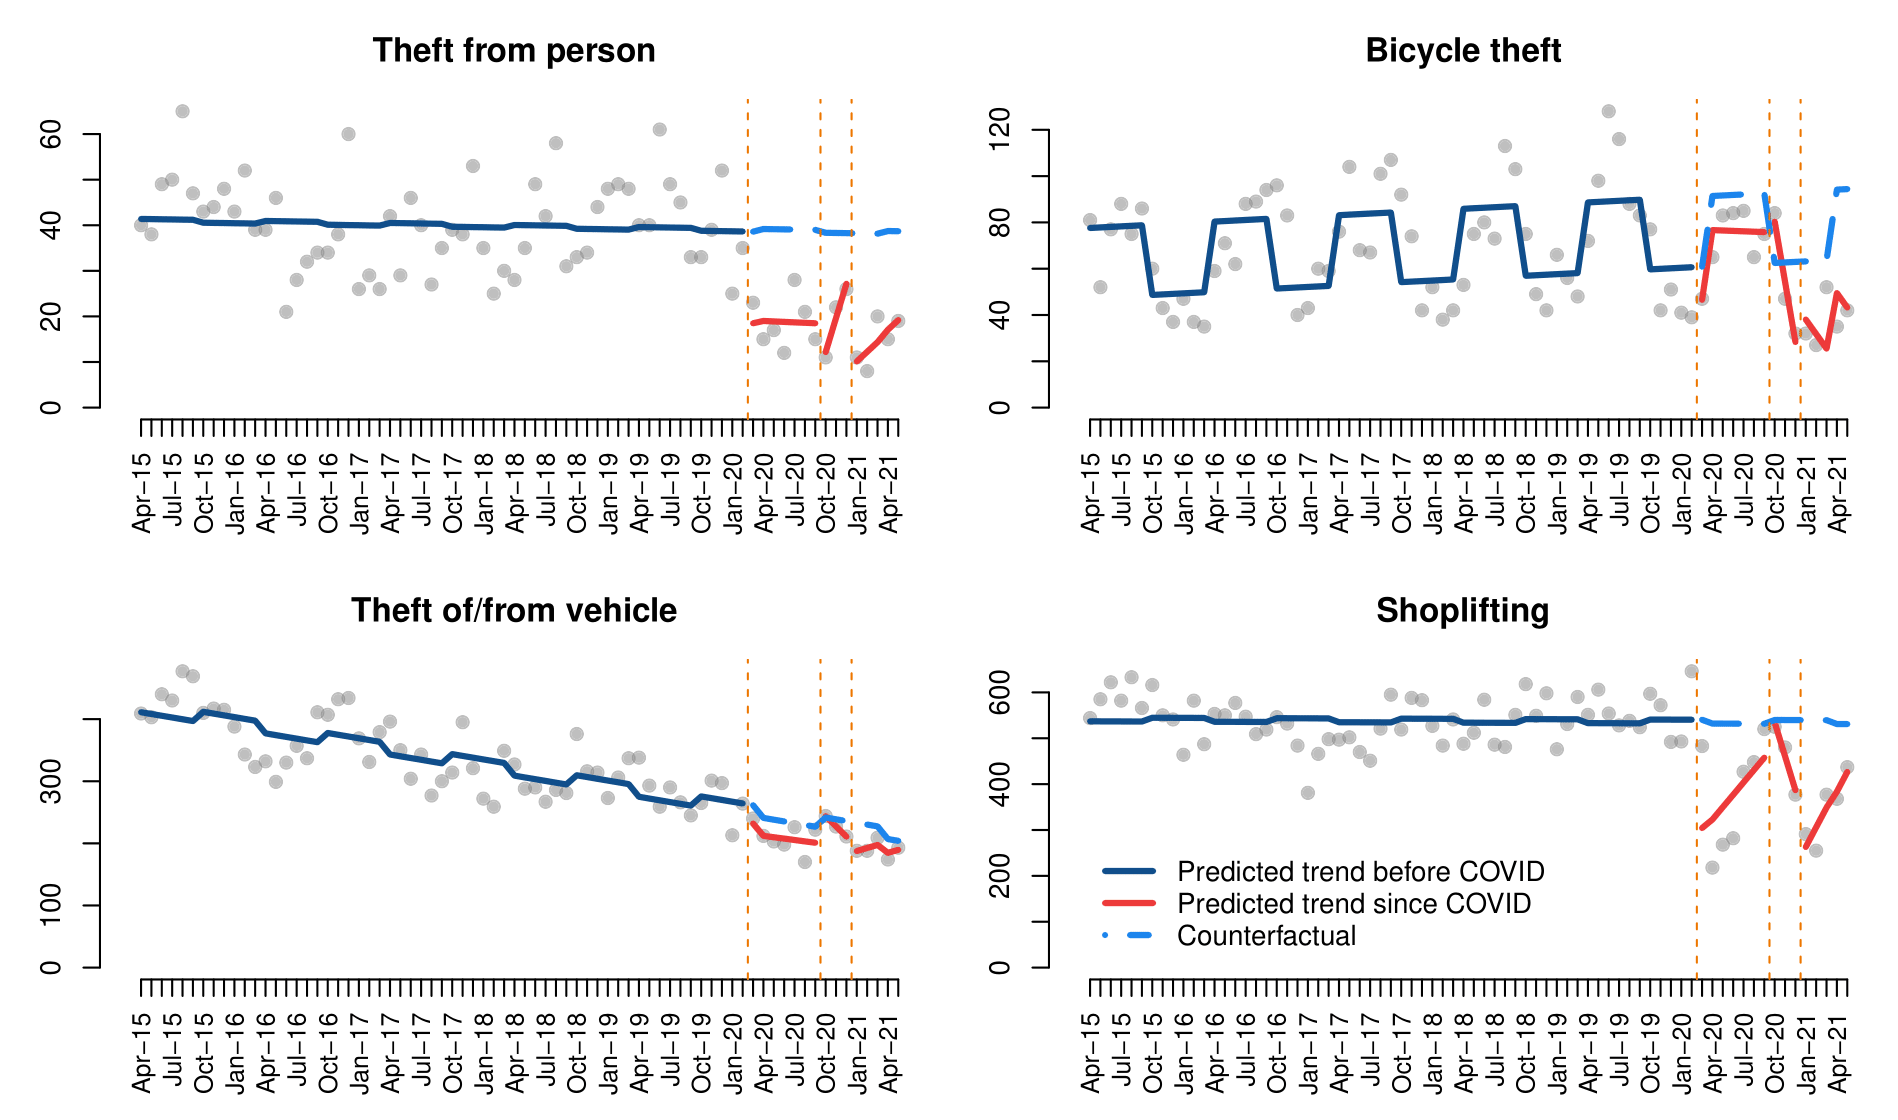 Theft from person
0 20 40 60
Apr−15 Jul−15 Oct−15 Jan−16 Apr−16 Jul−16 Oct−16 Jan−17 Apr−17 Jul−17 Oct−17 Jan−18 Apr−18 Jul−18 Oct−18 Jan−19 Apr−19 Jul−19 Oct−19 Jan−20 Apr−20 Jul−20 Oct−20 Jan−21 Apr−21
Bicycle theft
0 40 80 120
Apr−15 Jul−15 Oct−15 Jan−16 Apr−16 Jul−16 Oct−16 Jan−17 Apr−17 Jul−17 Oct−17 Jan−18 Apr−18 Jul−18 Oct−18 Jan−19 Apr−19 Jul−19 Oct−19 Jan−20 Apr−20 Jul−20 Oct−20 Jan−21 Apr−21
Theft of/from vehicle
0 100 300
Apr−15 Jul−15 Oct−15 Jan−16 Apr−16 Jul−16 Oct−16 Jan−17 Apr−17 Jul−17 Oct−17 Jan−18 Apr−18 Jul−18 Oct−18 Jan−19 Apr−19 Jul−19 Oct−19 Jan−20 Apr−20 Jul−20 Oct−20 Jan−21 Apr−21
Shoplifting
0 200 400 600
Predicted trend before COVID
Predicted trend since COVID
Counterfactual
Apr−15 Jul−15 Oct−15 Jan−16 Apr−16 Jul−16 Oct−16 Jan−17 Apr−17 Jul−17 Oct−17 Jan−18 Apr−18 Jul−18 Oct−18 Jan−19 Apr−19 Jul−19 Oct−19 Jan−20 Apr−20 Jul−20 Oct−20 Jan−21 Apr−21